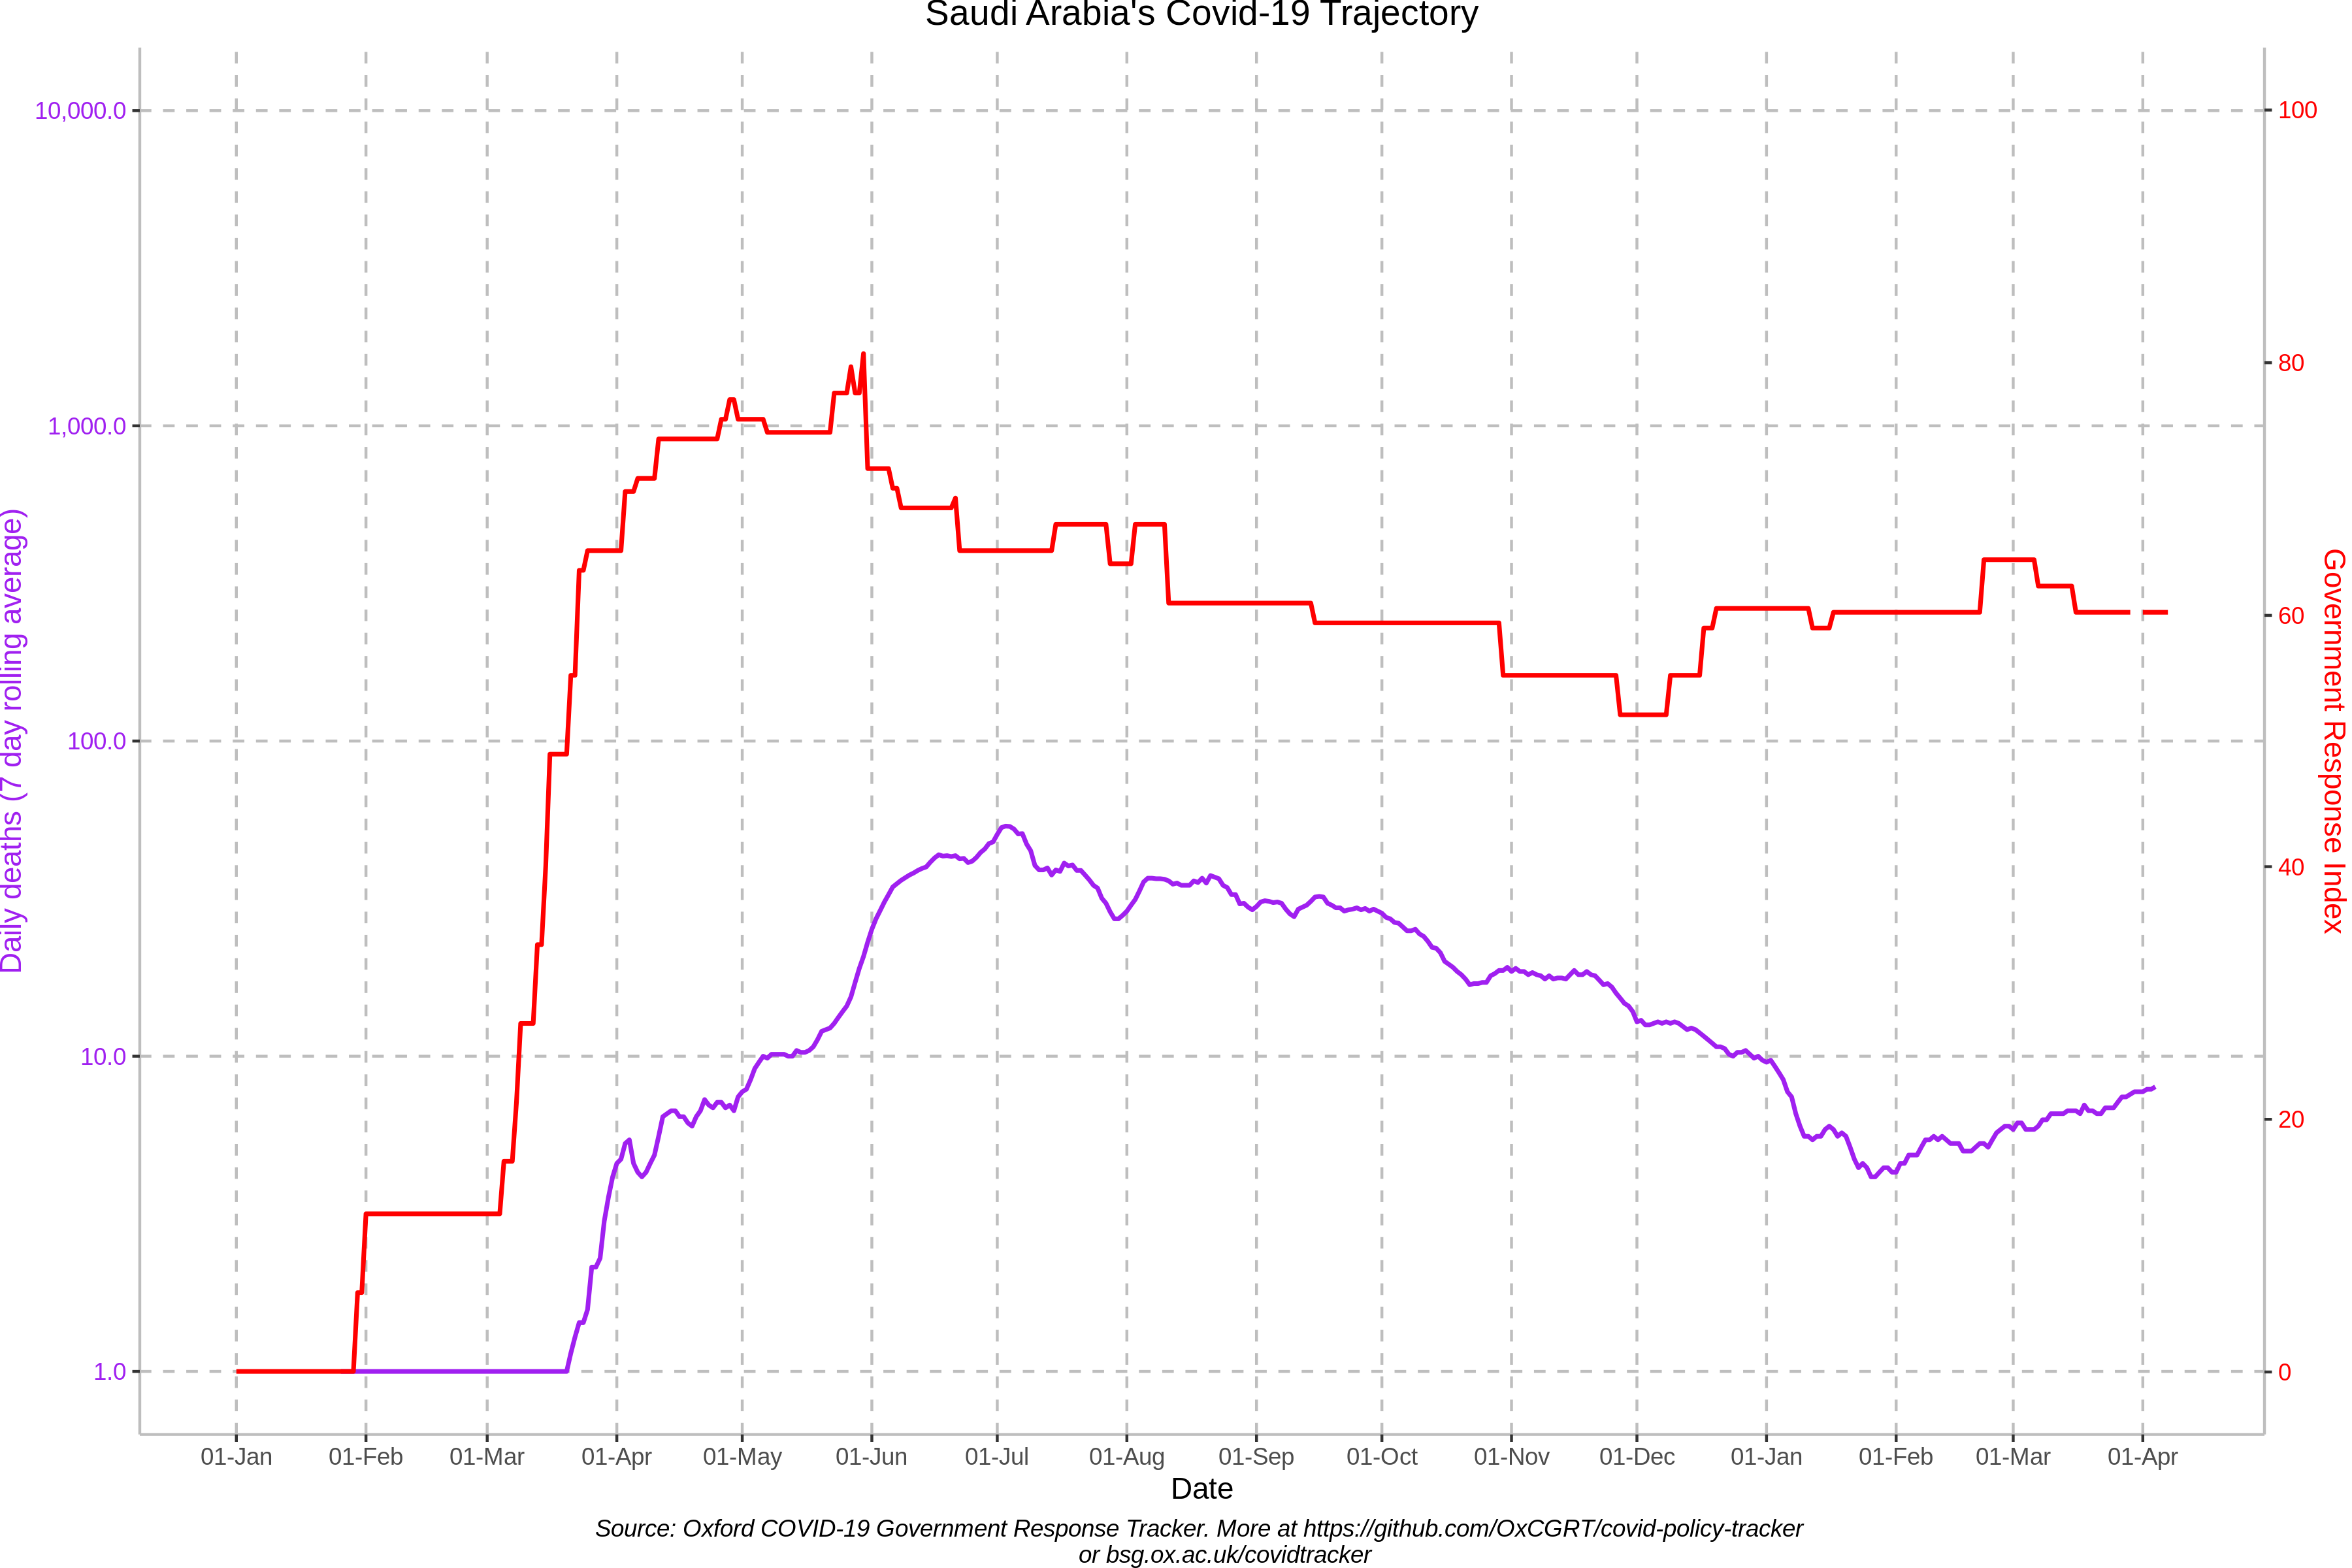 Saudi Arabia's Covid-19 Trajectory
10,000.0
1,000.0
100.0
10.0
1.0
Daily deaths (7 day rolling average)
100
80
60
40
20
0
Government Response Index
01-Jan 01-Feb 01-Mar 01-Apr 01-May 01-Jun 01-Jul 01-Aug 01-Sep 01-Oct 01-Nov 01-Dec 01-Jan 01-Feb 01-Mar 01-Apr
Date
Source: Oxford COVID-19 Government Response Tracker. More at https://github.com/OxCGRT/covid-policy-tracker
or bsg.ox.ac.uk/covidtracker